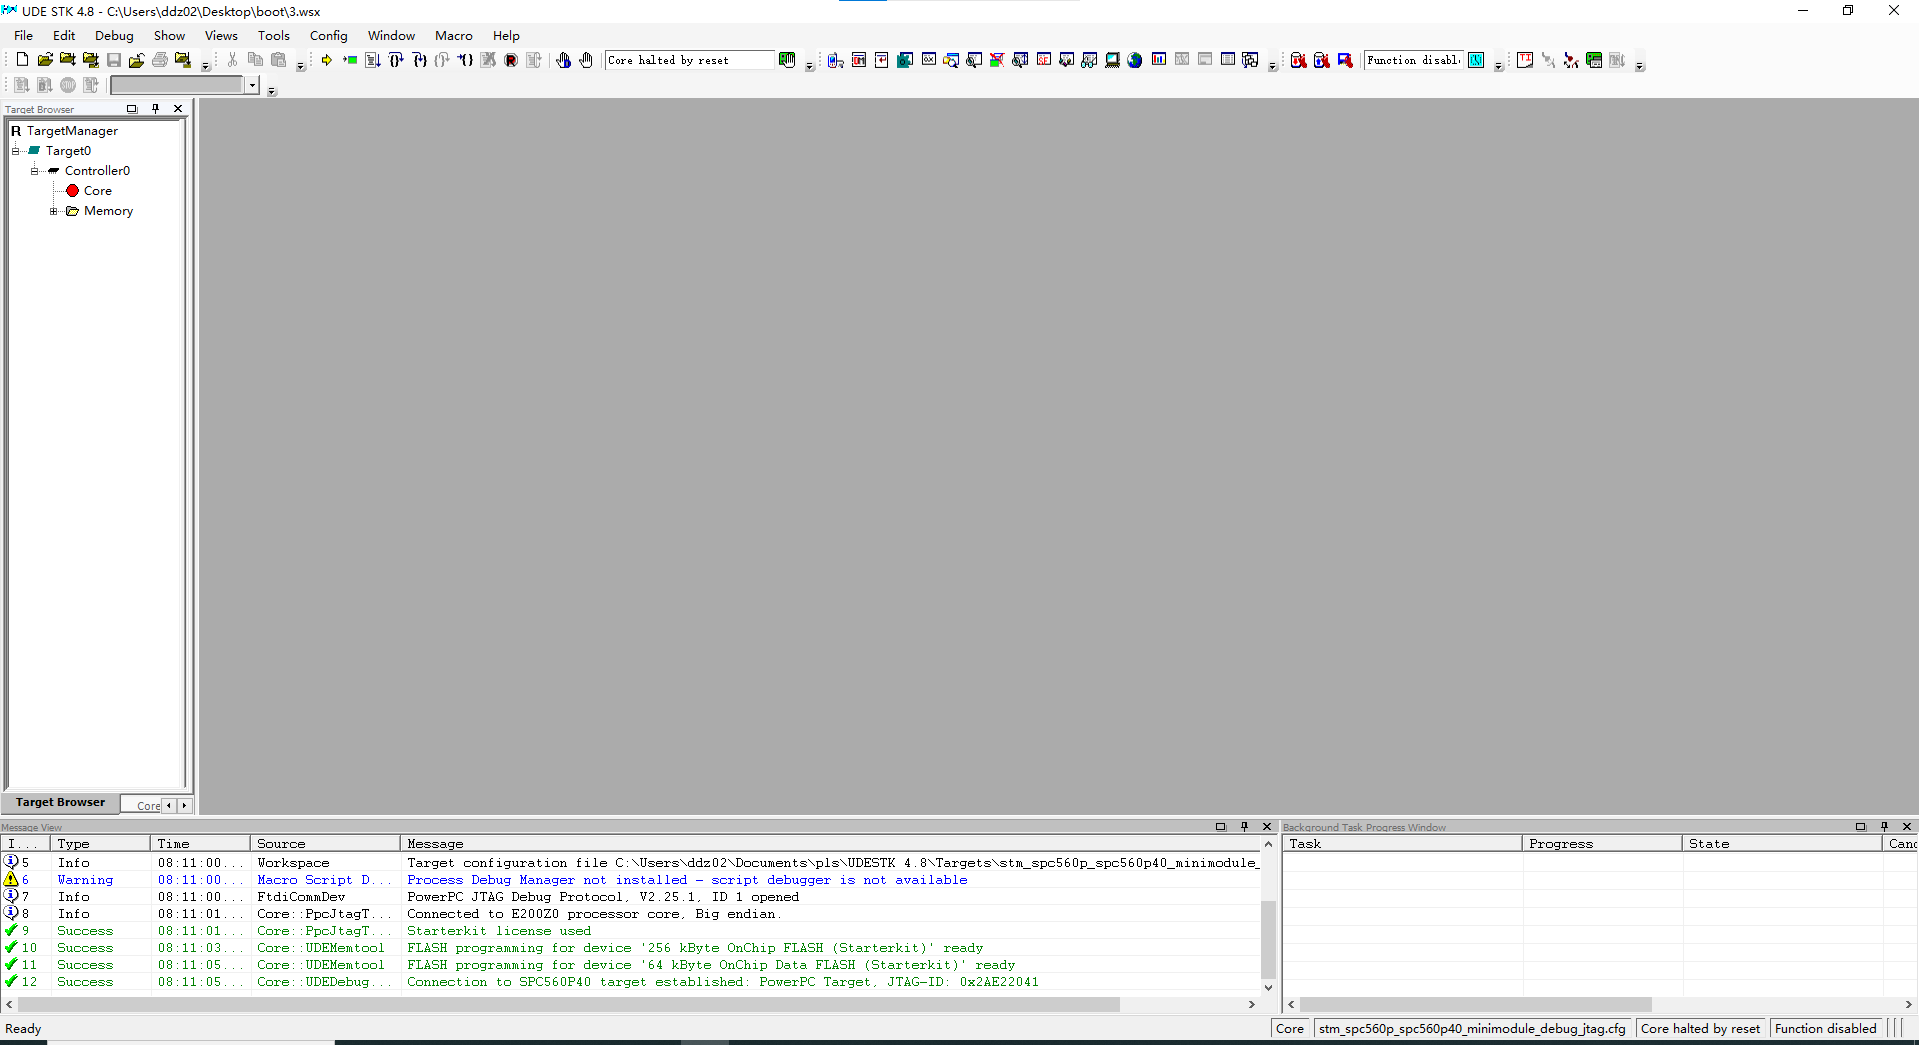 UDE STK 4.8 - C:\Users\ddz02\Desktop\boot\3.wsx
File Edit Debug Show Views Tools Config Window Macro Help
Core halted by reset
Function disabl
Target Browser
TargetManager
Target0
Controller0
Core
Memory
Target Browser Core
Message View
I... Type Time Source Message
5 Info 08:11:00... Workspace Target configuration file C:\Users\ddz02\Documents\pls\UDESTK 4.8\Targets\stm_spc560p_spc560p40_minimodule_
6 Warning 08:11:00... Macro Script D... Process Debug Manager not installed - script debugger is not available
7 Info 08:11:00... FtdiCommDev PowerPC JTAG Debug Protocol, V2.25.1, ID 1 opened
8 Info 08:11:01... Core::PpcJtagT... Connected to E200Z0 processor core, Big endian.
9 Success 08:11:01... Core::PpcJtagT... Starterkit license used
10 Success 08:11:03... Core::UDEMemtool FLASH programming for device '256 kByte OnChip FLASH (Starterkit)' ready
11 Success 08:11:05... Core::UDEMemtool FLASH programming for device '64 kByte OnChip Data FLASH (Starterkit)' ready
12 Success 08:11:05... Core::UDEDebug... Connection to SPC560P40 target established: PowerPC Target, JTAG-ID: 0x2AE22041
Background Task Progress Window
Task Progress State Canc
Ready
Core stm_spc560p_spc560p40_minimodule_debug_jtag.cfg Core halted by reset Function disabled